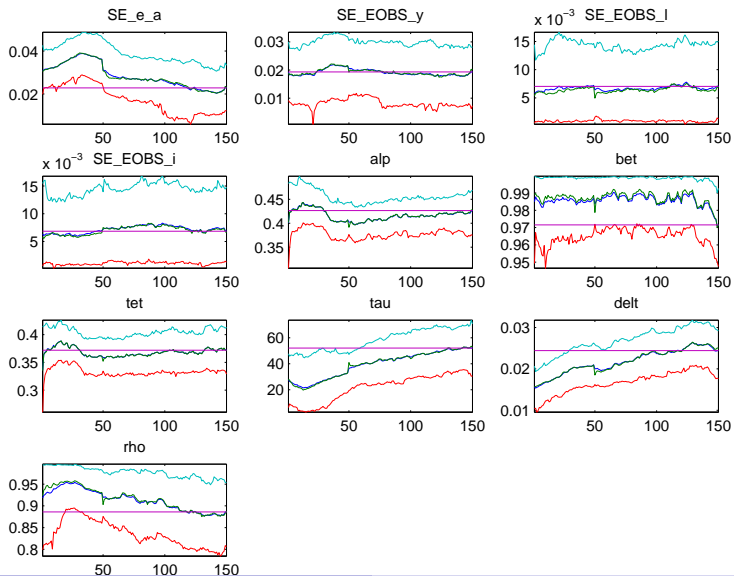 SE_e_a
0.04
0.02
50 100 150
SE_EOBS_y
0.03
0.02
0.01
50 100 150
x 10⁻³ SE_EOBS_l
15
10
5
50 100 150
x 10⁻³ SE_EOBS_i
15
10
5
50 100 150
alp
0.45
0.4
0.35
50 100 150
bet
0.99
0.98
0.97
0.96
0.95
50 100 150
tet
0.4
0.35
0.3
50 100 150
tau
60
40
20
50 100 150
delt
0.03
0.02
0.01
50 100 150
rho
0.95
0.9
0.85
0.8
50 100 150